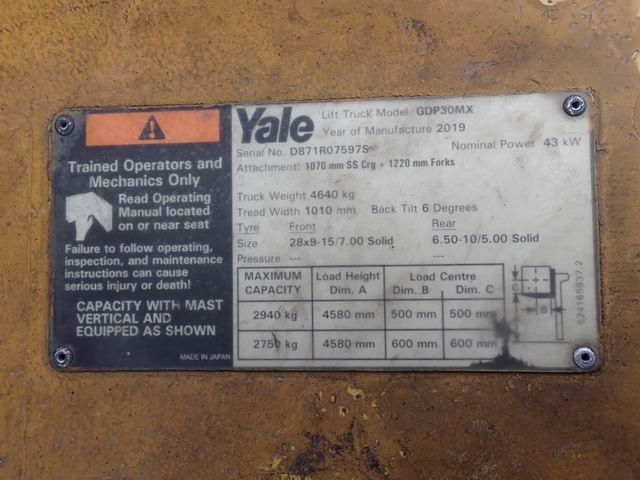 Trained Operators and
Mechanics Only
Read Operating
Manual located
on or near seat
Failure to follow operating,
inspection, and maintenance
instructions can cause
serious injury or death!
CAPACITY WITH MAST
VERTICAL AND
EQUIPPED AS SHOWN
MADE IN JAPAN
Yale
Lift Truck Model GDP30MX
Year of Manufacture 2019
Serial No. D871R07597S
Nominal Power 43 kW
Attachment: 1070 mm SS Crg + 1220 mm Forks
Truck Weight 4640 kg
Tread Width 1010 mm Back Tilt 6 Degrees
Tyre Front Rear
Size 28x9-15/7.00 Solid 6.50-10/5.00 Solid
Pressure --- ---
MAXIMUM CAPACITY Load Height Dim. A Load Centre Dim. B Dim. C
2940 kg 4580 mm 500 mm 500 mm
2750 kg 4580 mm 600 mm 600 mm
C
B
524165937.2